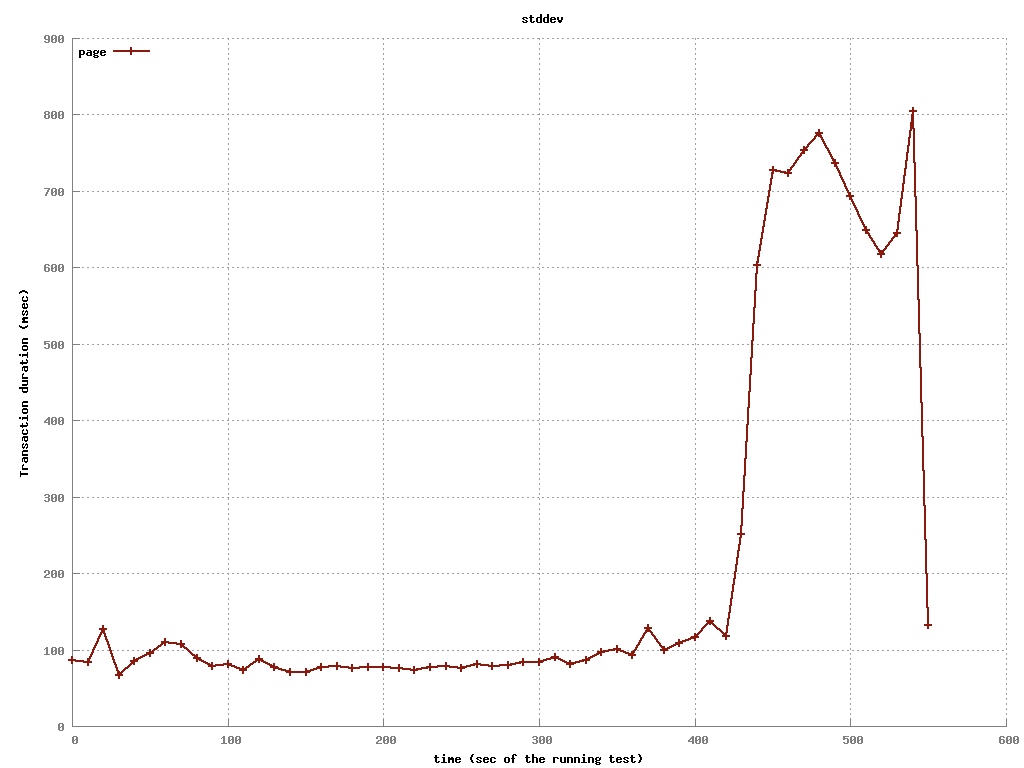 stddev
page
900
800
700
600
500
400
300
200
100
0
Transaction duration (msec)
0 100 200 300 400 500 600
time (sec of the running test)